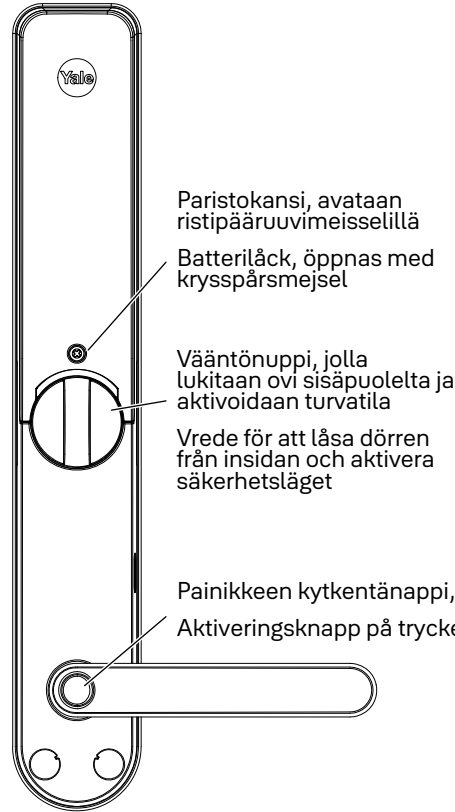 Yale
Paristokansi, avataan
ristipääruuvimeisselillä
Batterilåck, öppnas med
krysspårsmejsel
Vääntönuppi, jolla
lukitaan ovi sisäpuolelta ja
aktivoidaan turvatila
Vrede för att låsa dörren
från insidan och aktivera
säkerhetsläget
Painikkeen kytkentänappi,
Aktiveringsknapp på trycke